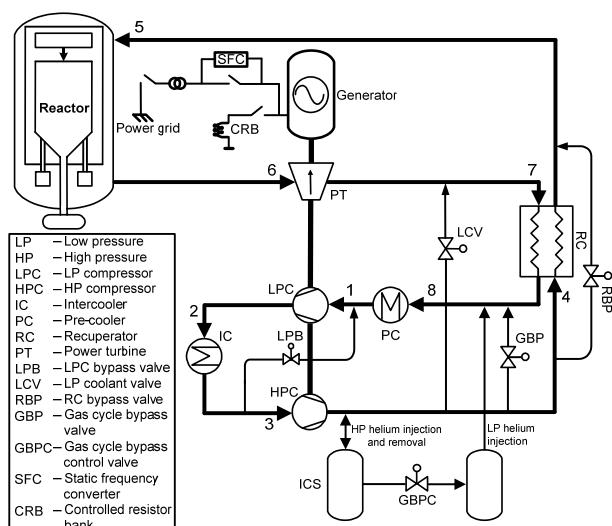 5
SFC
Reactor
Generator
Power grid
CRB
6
7
PT
LCV
RC
RBP
LP – Low pressure
HP – High pressure
LPC – LP compressor
HPC – HP compressor
IC – Intercooler
PC – Pre-cooler
RC – Recuperator
PT – Power turbine
LPB – LPC bypass valve
LCV – LP coolant valve
RBP – RC bypass valve
GBP – Gas cycle bypass
valve
GBPC – Gas cycle bypass
control valve
SFC – Static frequency
converter
CRB – Controlled resistor
bank
LPC
1
8
4
2
PC
IC
LPB
GBP
HPC
3
HP helium injection
and removal
LP helium
injection
ICS
GBPC